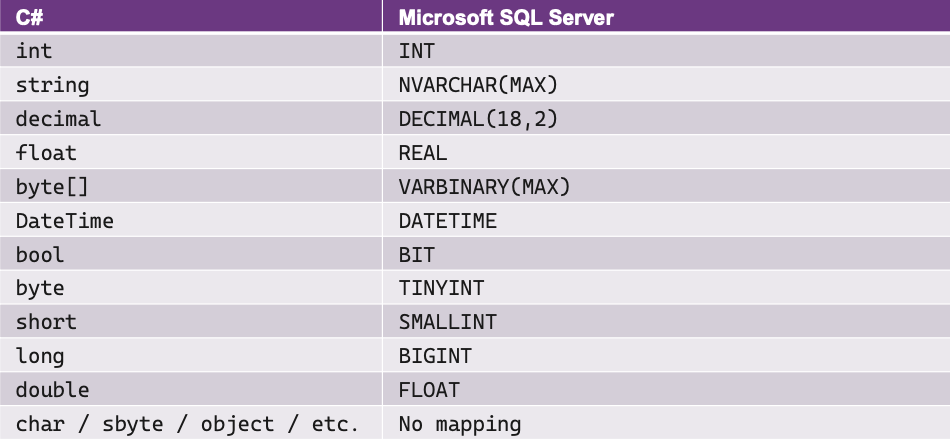 C# Microsoft SQL Server
int INT
string NVARCHAR(MAX)
decimal DECIMAL(18,2)
float REAL
byte[] VARBINARY(MAX)
DateTime DATETIME
bool BIT
byte TINYINT
short SMALLINT
long BIGINT
double FLOAT
char / sbyte / object / etc. No mapping